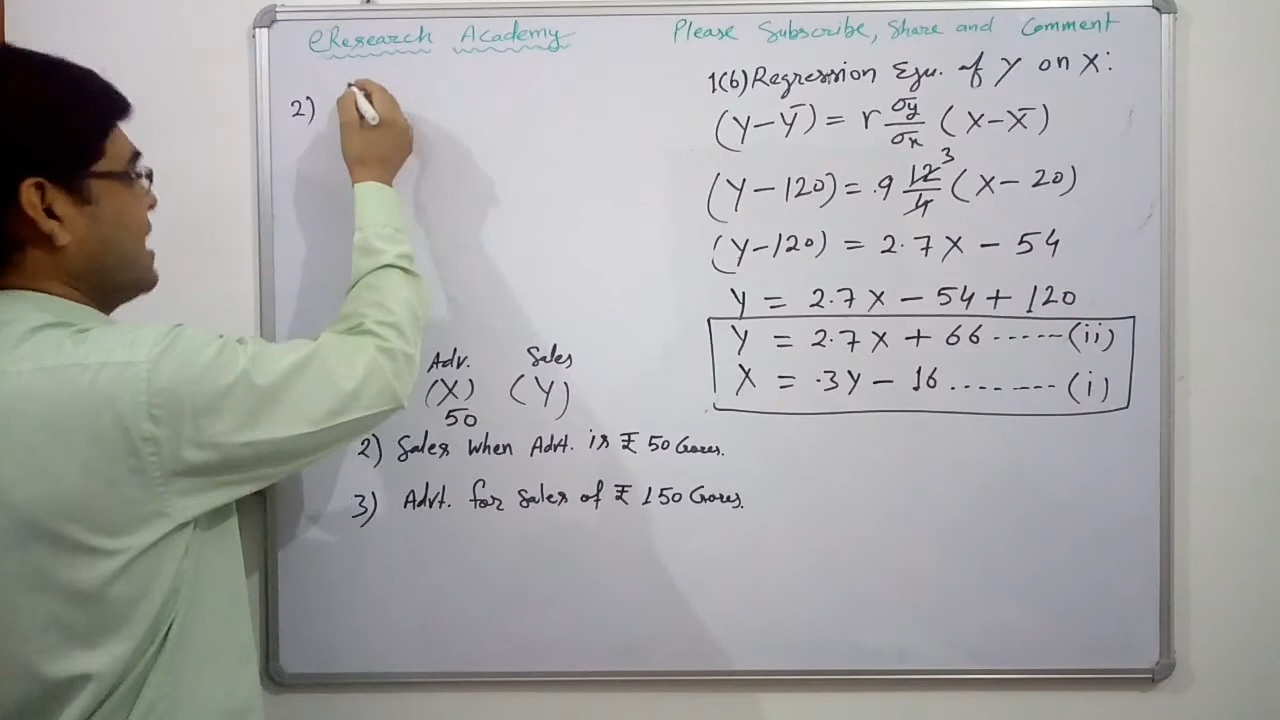 eResearch Academy Please Subscribe, Share and Comment
1(b) Regression Equ. of Y on X:
2)
(Y-Ȳ) = r σy/σx (X-X̄)
(Y-120) = .9 12/4 3 (X-20)
(Y-120) = 2.7X - 54
Y = 2.7X - 54 + 120
Y = 2.7X + 66 ------(ii)
X = .3Y - 16 --------(i)
Adv. Sales
(X) (Y)
50
2) Sales when Advt. is ₹ 50 Crores.
3) Advt. for Sales of ₹ 150 Crores.